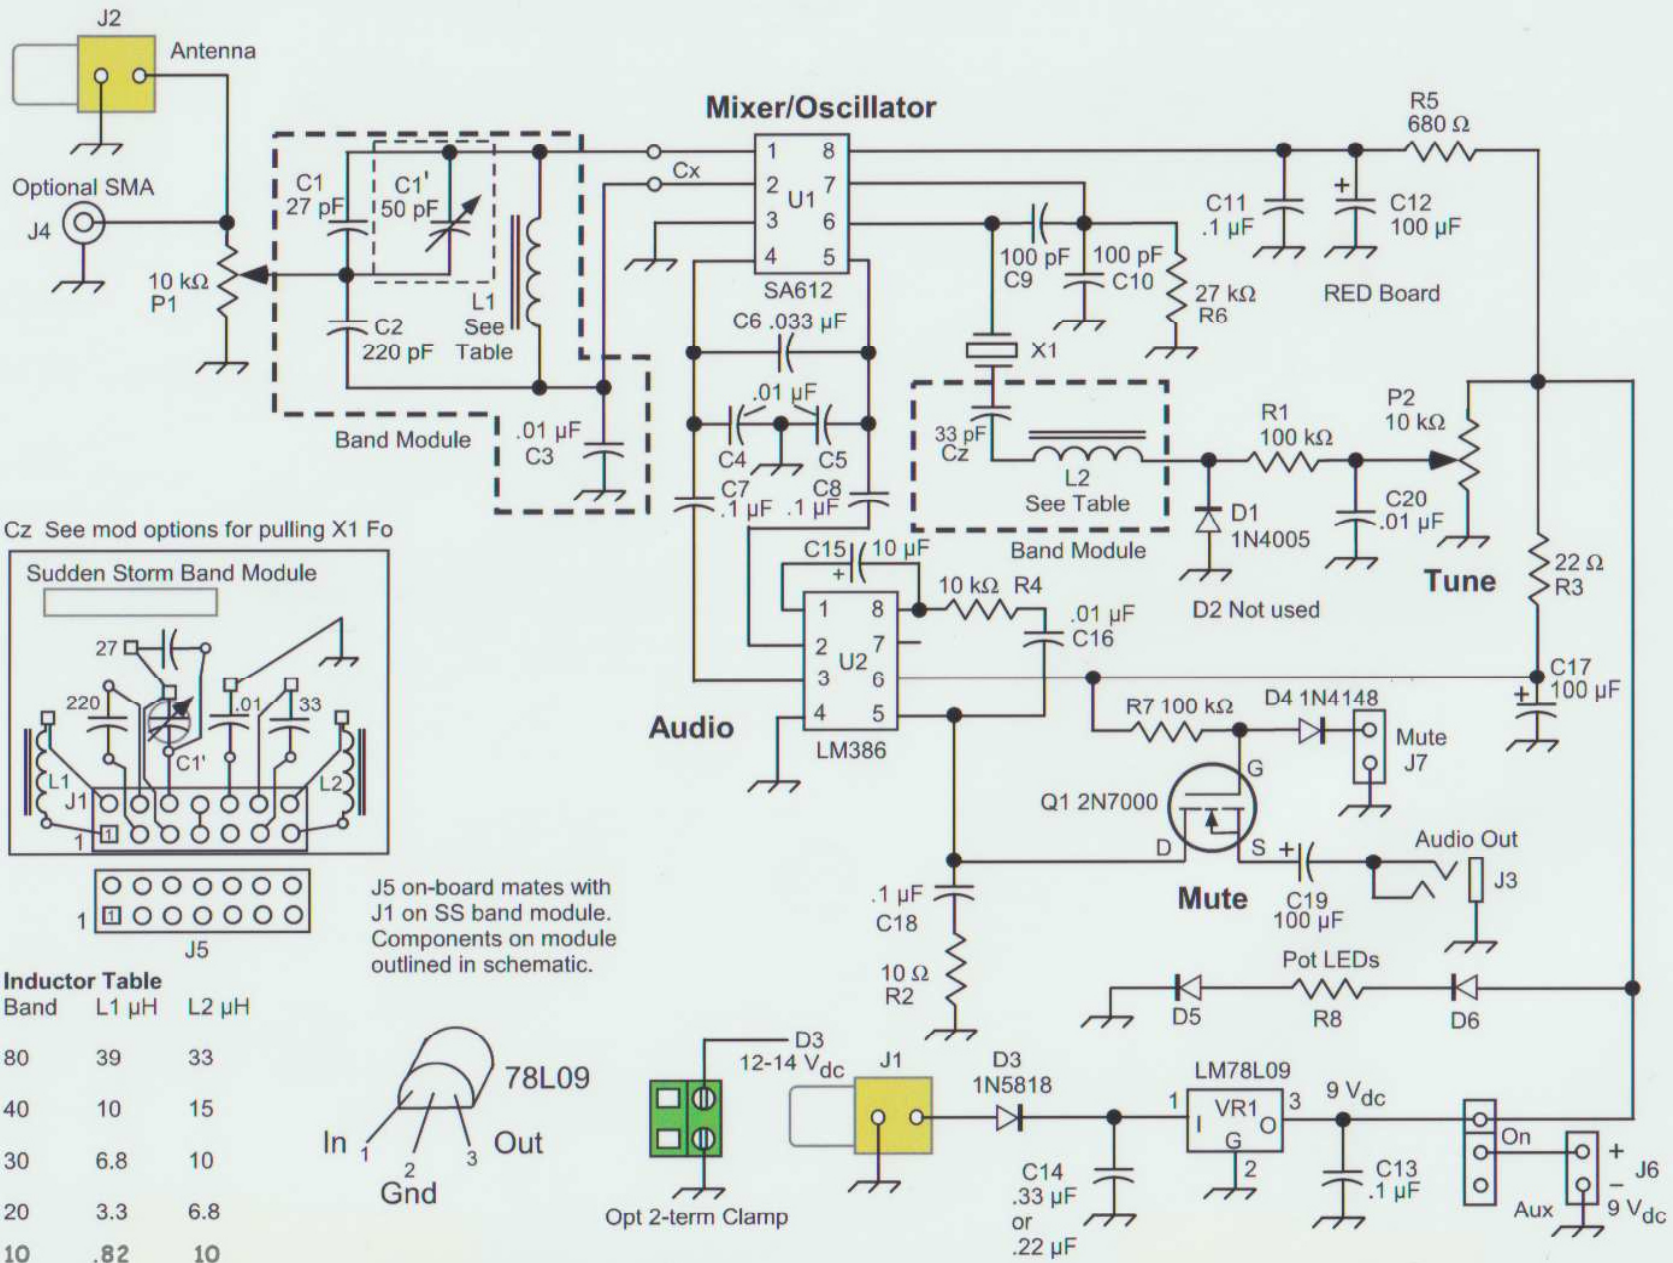 J2
Antenna
Optional SMA
J4
10 kΩ
P1
C1
27 pF
C1'
50 pF
L1
See
Table
C2
220 pF
Band Module
.01 µF
C3
Cx
Mixer/Oscillator
1
2
3
4
8
7
6
5
U1
SA612
C6 .033 µF
.01 µF
C4
C5
C7
.1 µF
C8
.1 µF
100 pF
C9
100 pF
C10
27 kΩ
R6
X1
33 pF
Cz
L2
See Table
Band Module
R5
680 Ω
C11
.1 µF
+
C12
100 µF
RED Board
R1
100 kΩ
D1
1N4005
C20
.01 µF
P2
10 kΩ
Tune
D2 Not used
22 Ω
R3
C17
+
100 µF
C15
10 µF
+
1
2
3
4
8
7
6
5
U2
LM386
Audio
10 kΩ R4
.01 µF
C16
R7 100 kΩ
D4 1N4148
Mute
J7
Q1 2N7000
G
D
S
Mute
+
C19
100 µF
Audio Out
J3
.1 µF
C18
10 Ω
R2
Pot LEDs
D5
R8
D6
Cz See mod options for pulling X1 Fo
Sudden Storm Band Module
27
220
.01
33
C1'
L1
L2
J1
1
1
1
1
J5
J5 on-board mates with
J1 on SS band module.
Components on module
outlined in schematic.
Inductor Table
Band L1 µH L2 µH
80 39 33
40 10 15
30 6.8 10
20 3.3 6.8
10 .82 10
78L09
In
1
2
3
Out
Gnd
D3
12-14 Vdc
Opt 2-term Clamp
J1
D3
1N5818
C14
.33 µF
or
.22 µF
LM78L09
1
VR1
3
I
O
G
2
9 Vdc
C13
.1 µF
On
Aux
+
J6
–
9 Vdc